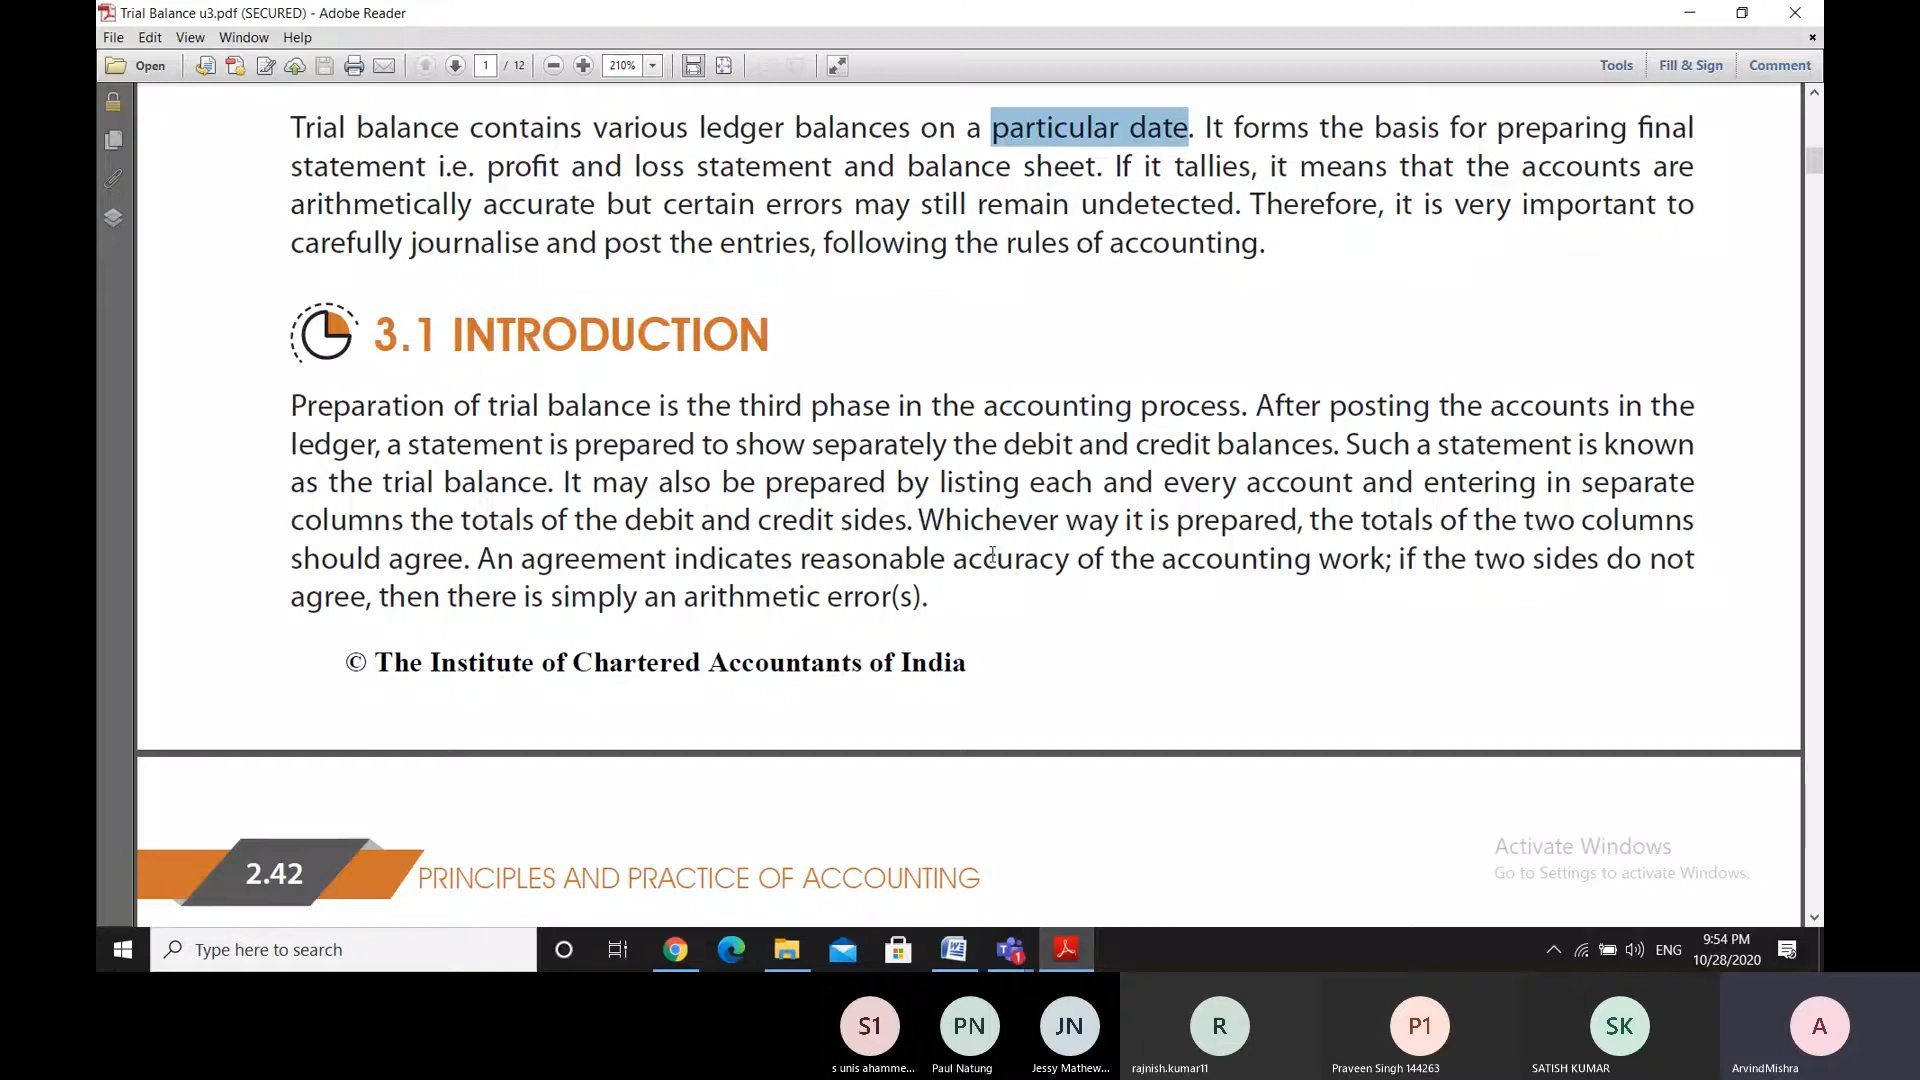 Trial Balance u3.pdf (SECURED) - Adobe Reader
File Edit View Window Help
Open 1 / 12 210% Tools Fill & Sign Comment
Trial balance contains various ledger balances on a particular date. It forms the basis for preparing final
statement i.e. profit and loss statement and balance sheet. If it tallies, it means that the accounts are
arithmetically accurate but certain errors may still remain undetected. Therefore, it is very important to
carefully journalise and post the entries, following the rules of accounting.
3.1 INTRODUCTION
Preparation of trial balance is the third phase in the accounting process. After posting the accounts in the
ledger, a statement is prepared to show separately the debit and credit balances. Such a statement is known
as the trial balance. It may also be prepared by listing each and every account and entering in separate
columns the totals of the debit and credit sides. Whichever way it is prepared, the totals of the two columns
should agree. An agreement indicates reasonable accuracy of the accounting work; if the two sides do not
agree, then there is simply an arithmetic error(s).
© The Institute of Chartered Accountants of India
2.42 PRINCIPLES AND PRACTICE OF ACCOUNTING
Activate Windows
Go to Settings to activate Windows.
Type here to search
1
ENG
9:54 PM
10/28/2020
S1 PN JN R P1 SK A
s unis ahamme... Paul Natung Jessy Mathew... rajnish.kumar11 Praveen Singh 144263 SATISH KUMAR ArvindMishra